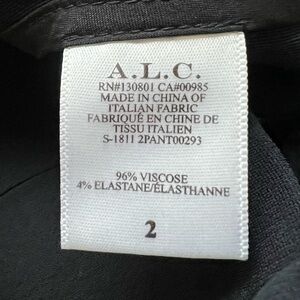 A.L.C.
RN#130801 CA#00985
MADE IN CHINA OF
ITALIAN FABRIC
FABRIQUÉ EN CHINE DE
TISSU ITALIEN
S-1811 2PANT00293
96% VISCOSE
4% ELASTANE/ÉLASTHANNE
2